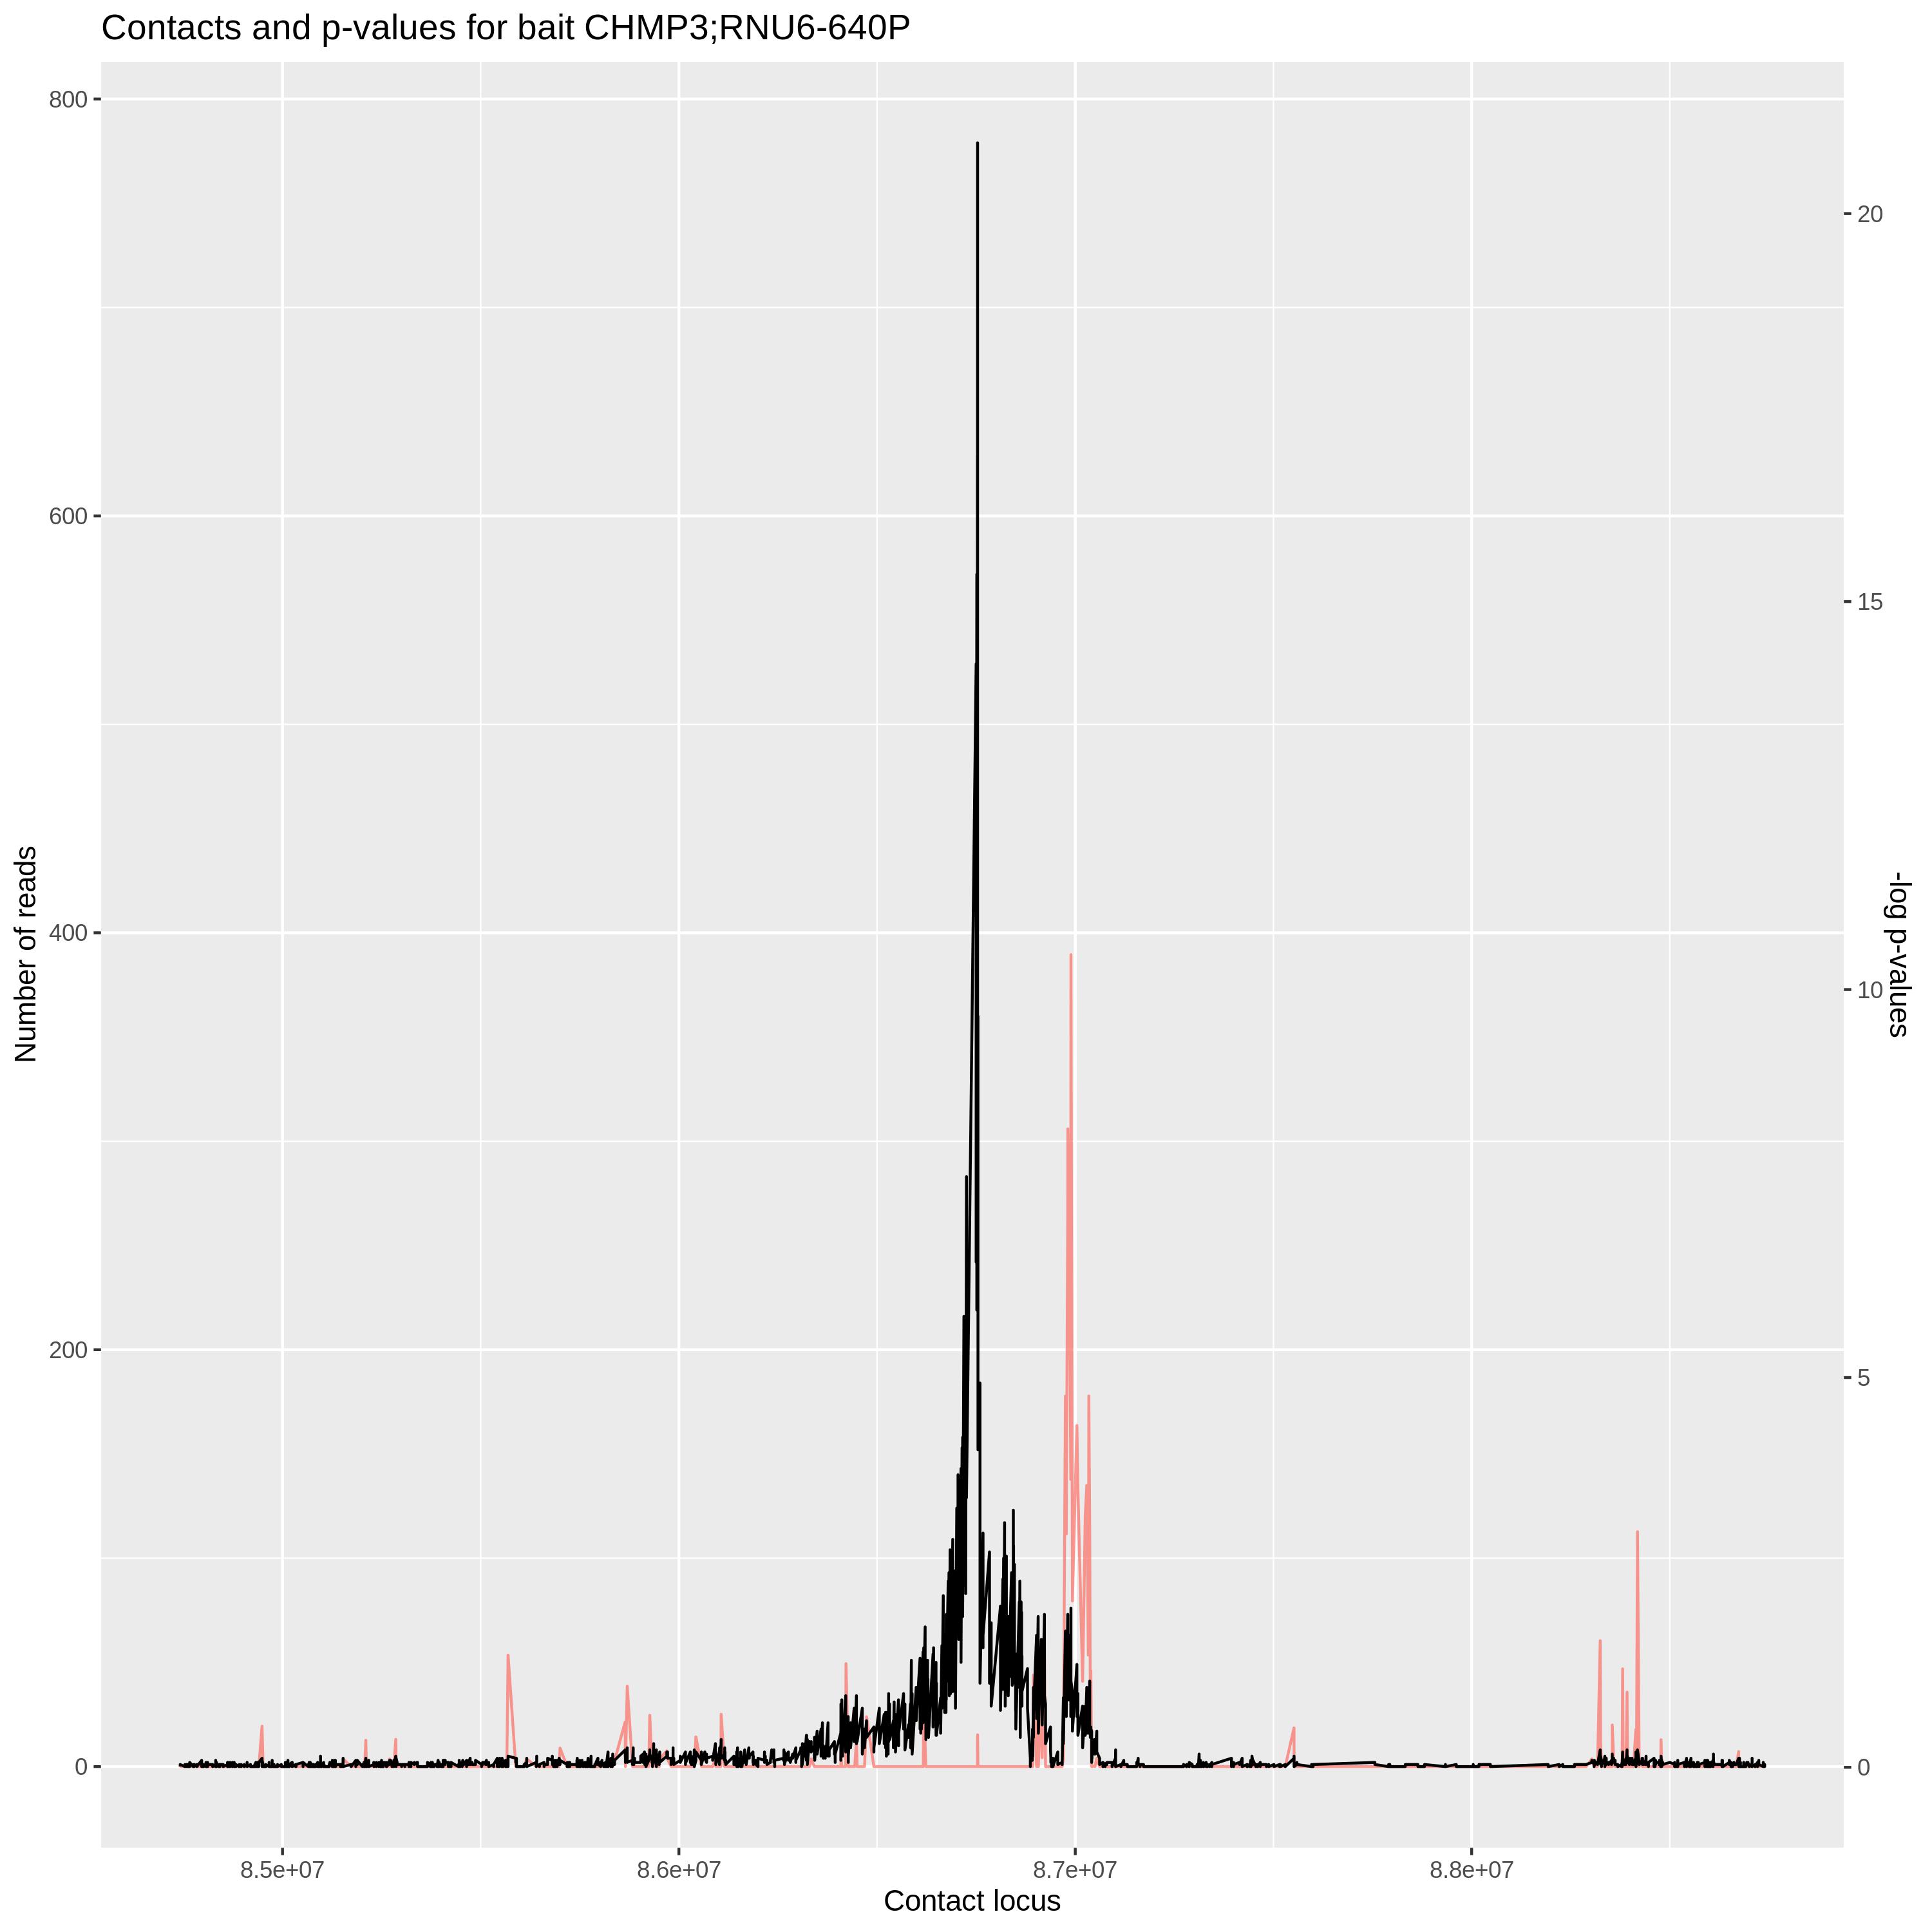 Contacts and p-values for bait CHMP3;RNU6-640P
800
600
400
200
0
Number of reads
20
15
10
5
0
-log p-values
8.5e+07
8.6e+07
8.7e+07
8.8e+07
Contact locus